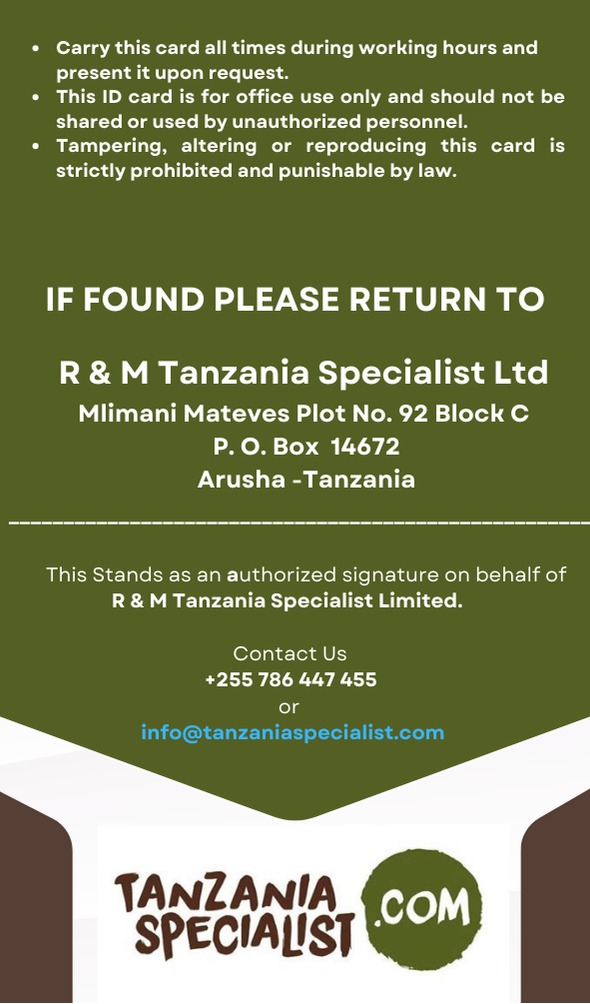 • Carry this card all times during working hours and
present it upon request.
• This ID card is for office use only and should not be
shared or used by unauthorized personnel.
• Tampering, altering or reproducing this card is
strictly prohibited and punishable by law.
IF FOUND PLEASE RETURN TO
R & M Tanzania Specialist Ltd
Mlimani Mateves Plot No. 92 Block C
P. O. Box 14672
Arusha -Tanzania
This Stands as an authorized signature on behalf of
R & M Tanzania Specialist Limited.
Contact Us
+255 786 447 455
or
info@tanzaniaspecialist.com
TANZANIA
SPECIALIST
.COM